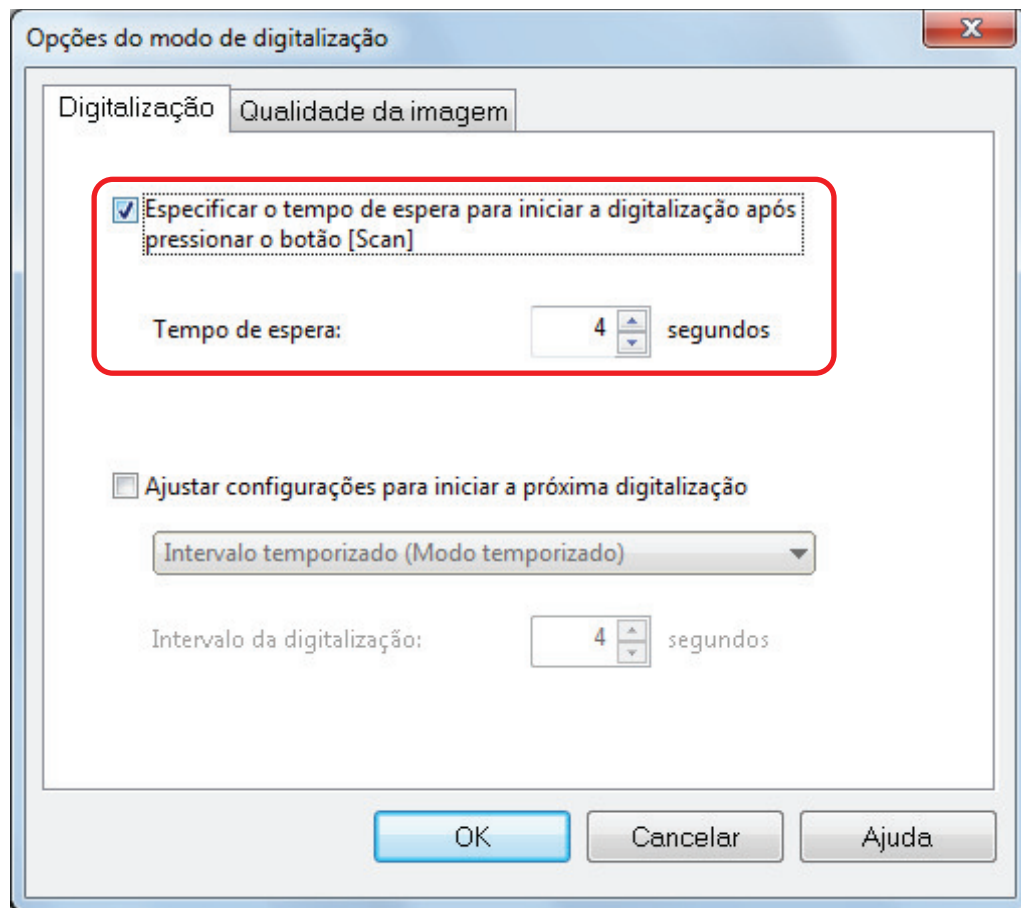 Opções do modo de digitalização
Digitalização
Qualidade da imagem
Especificar o tempo de espera para iniciar a digitalização após
pressionar o botão [Scan]
Tempo de espera: 4 segundos
Ajustar configurações para iniciar a próxima digitalização
Intervalo temporizado (Modo temporizado)
Intervalo da digitalização: 4 segundos
OK
Cancelar
Ajuda